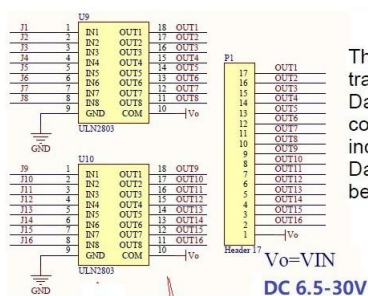 U9
J1 1 IN1 OUT1 18 OUT1
J2 2 IN2 OUT2 17 OUT2
J3 3 IN3 OUT3 16 OUT3
J4 4 IN4 OUT4 15 OUT4
J5 5 IN5 OUT5 14 OUT5
J6 6 IN6 OUT6 13 OUT6
J7 7 IN7 OUT7 12 OUT7
J8 8 IN8 OUT8 11 OUT8
9 GND COM 10 Vo
ULN2803
GND
U10
J9 1 IN1 OUT1 18 OUT9
J10 2 IN2 OUT2 17 OUT10
J11 3 IN3 OUT3 16 OUT11
J12 4 IN4 OUT4 15 OUT12
J13 5 IN5 OUT5 14 OUT13
J14 6 IN6 OUT6 13 OUT14
J15 7 IN7 OUT7 12 OUT15
J16 8 IN8 OUT8 11 OUT16
9 GND COM 10 Vo
ULN2803
GND
P1
17 OUT1
16 OUT2
15 OUT3
14 OUT4
13 OUT5
12 OUT6
11 OUT7
10 OUT8
9 OUT9
8 OUT10
7 OUT11
6 OUT12
5 OUT13
4 OUT14
3 OUT15
2 OUT16
1 Vo
Header 17
Th
tra
Da
co
inc
Da
be
Vo=VIN
DC 6.5-30V